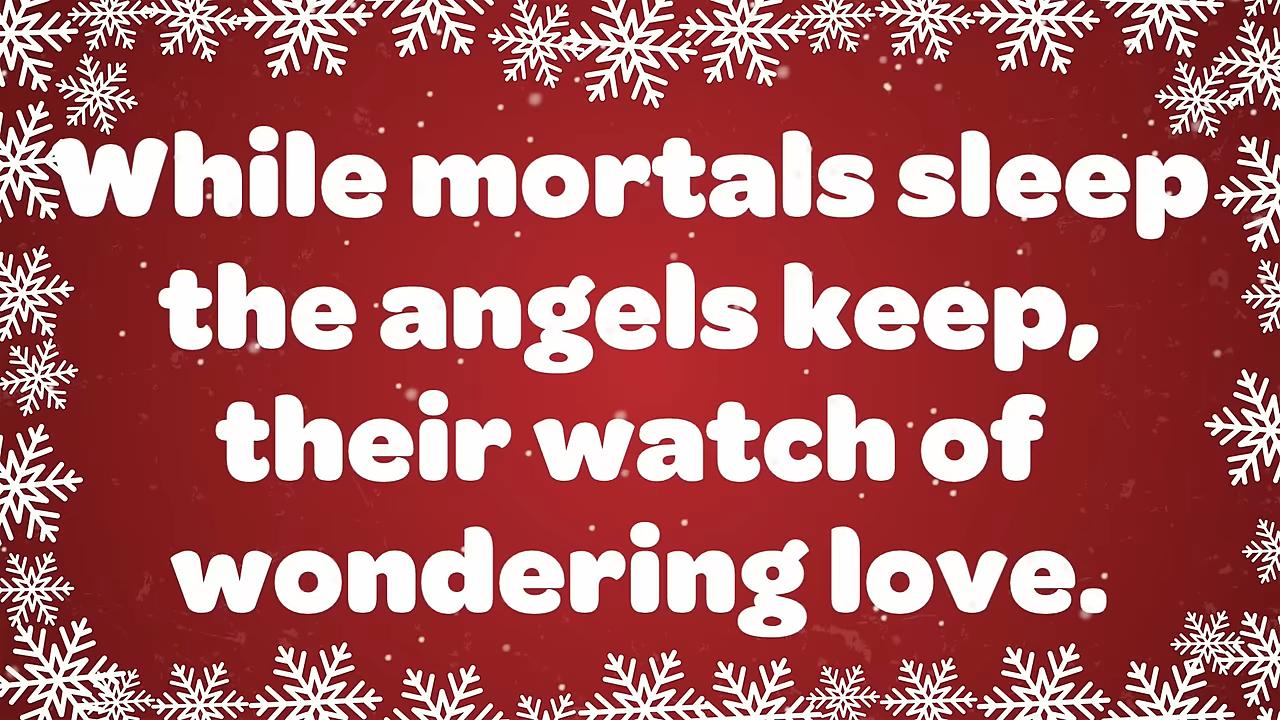 While mortals sleep
the angels keep,
their watch of
wondering love.